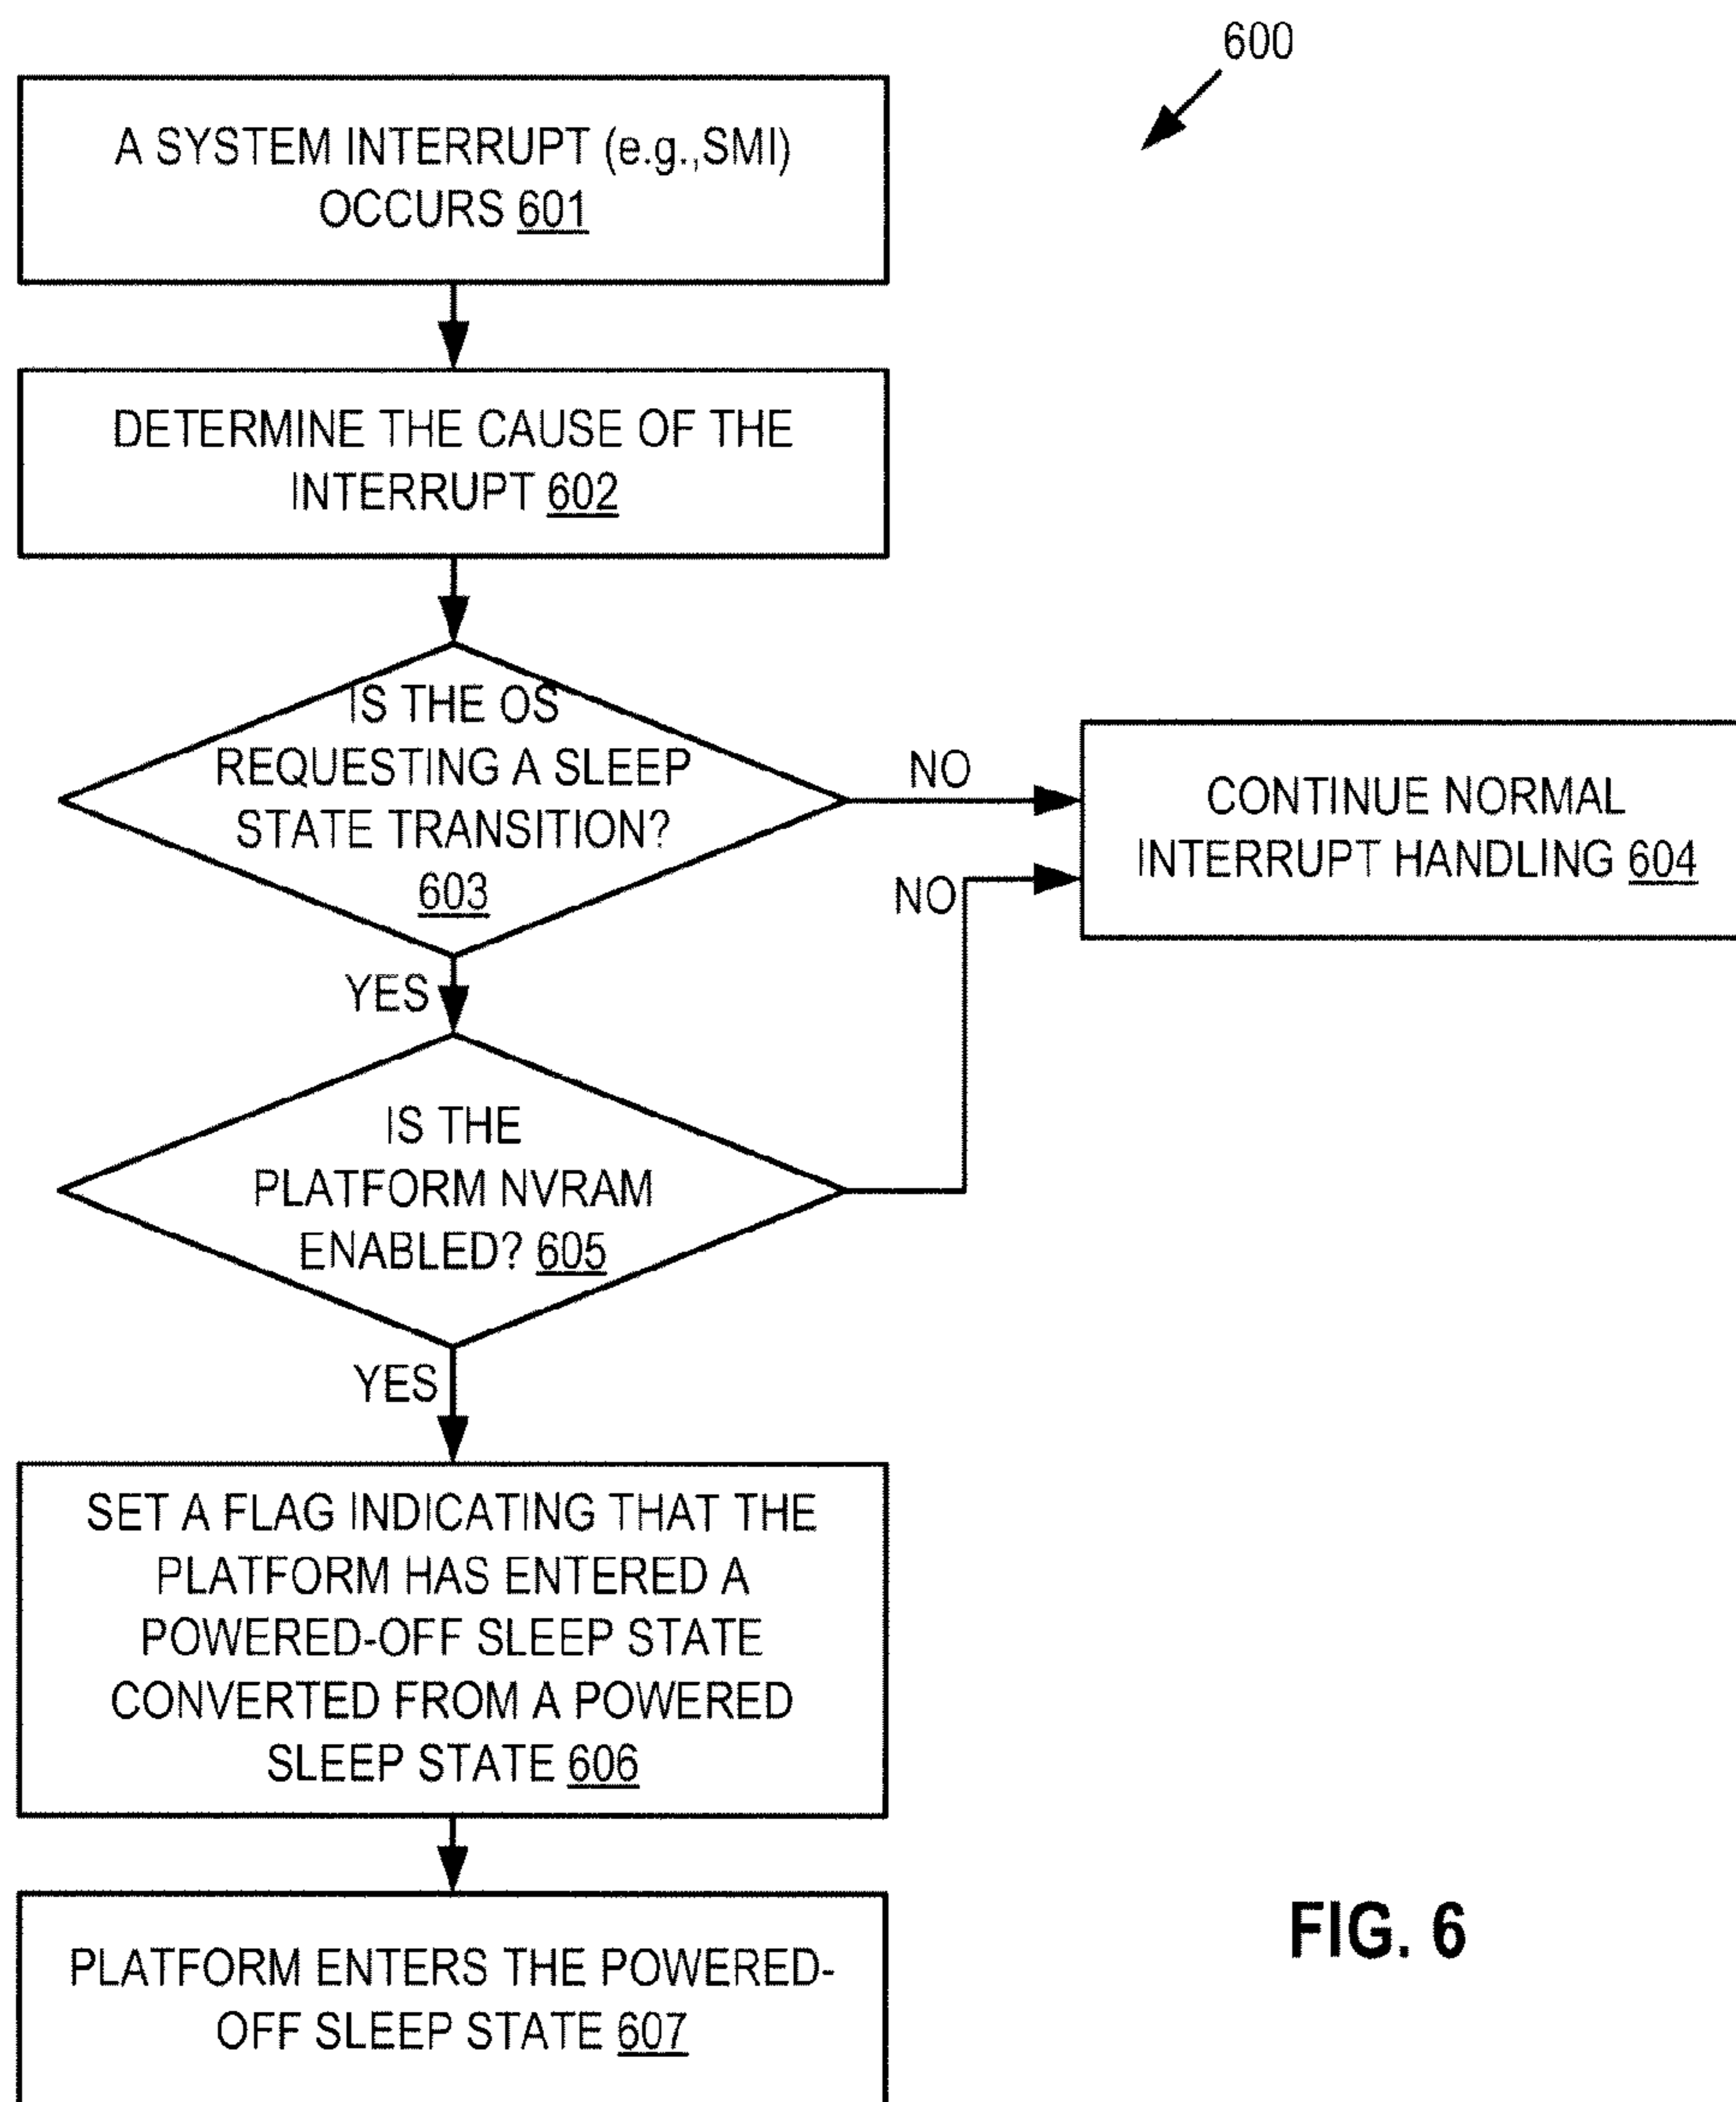 600
A SYSTEM INTERRUPT (e.g.,SMI)
OCCURS 601
DETERMINE THE CAUSE OF THE
INTERRUPT 602
IS THE OS
REQUESTING A SLEEP
STATE TRANSITION?
603
NO
CONTINUE NORMAL
INTERRUPT HANDLING 604
NO
YES
IS THE
PLATFORM NVRAM
ENABLED? 605
YES
SET A FLAG INDICATING THAT THE
PLATFORM HAS ENTERED A
POWERED-OFF SLEEP STATE
CONVERTED FROM A POWERED
SLEEP STATE 606
PLATFORM ENTERS THE POWERED-
OFF SLEEP STATE 607
FIG. 6